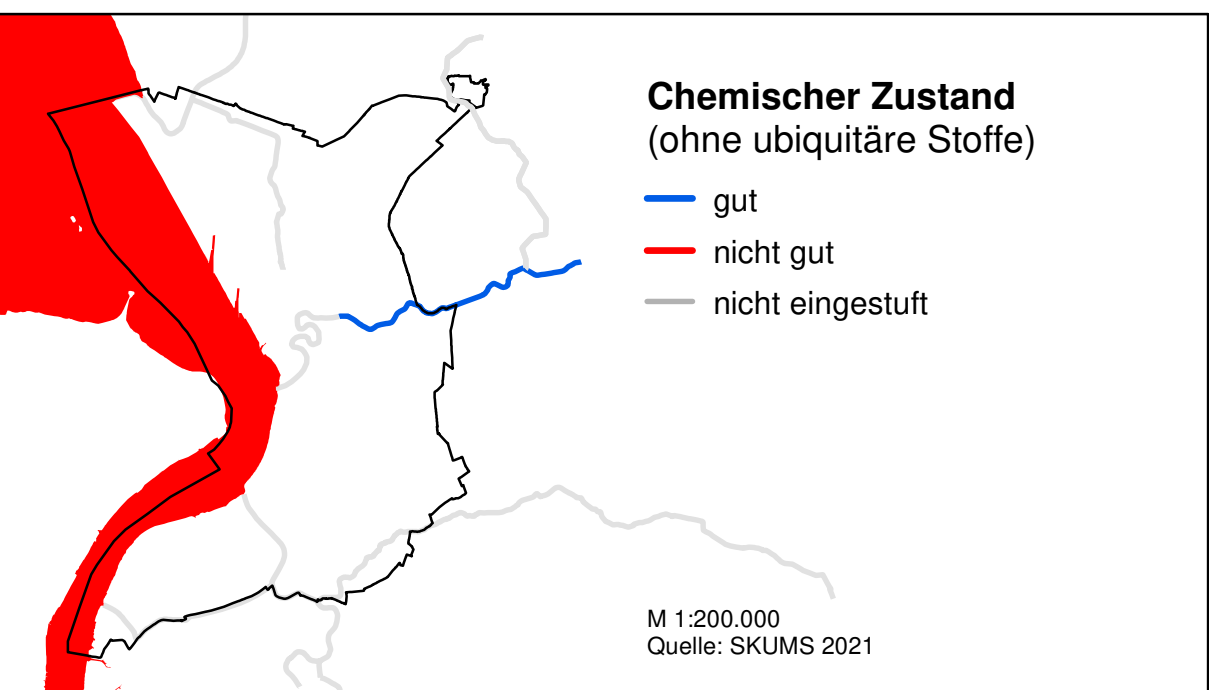 Chemischer Zustand
(ohne ubiquitäre Stoffe)
gut
nicht gut
nicht eingestuft
M 1:200.000
Quelle: SKUMS 2021